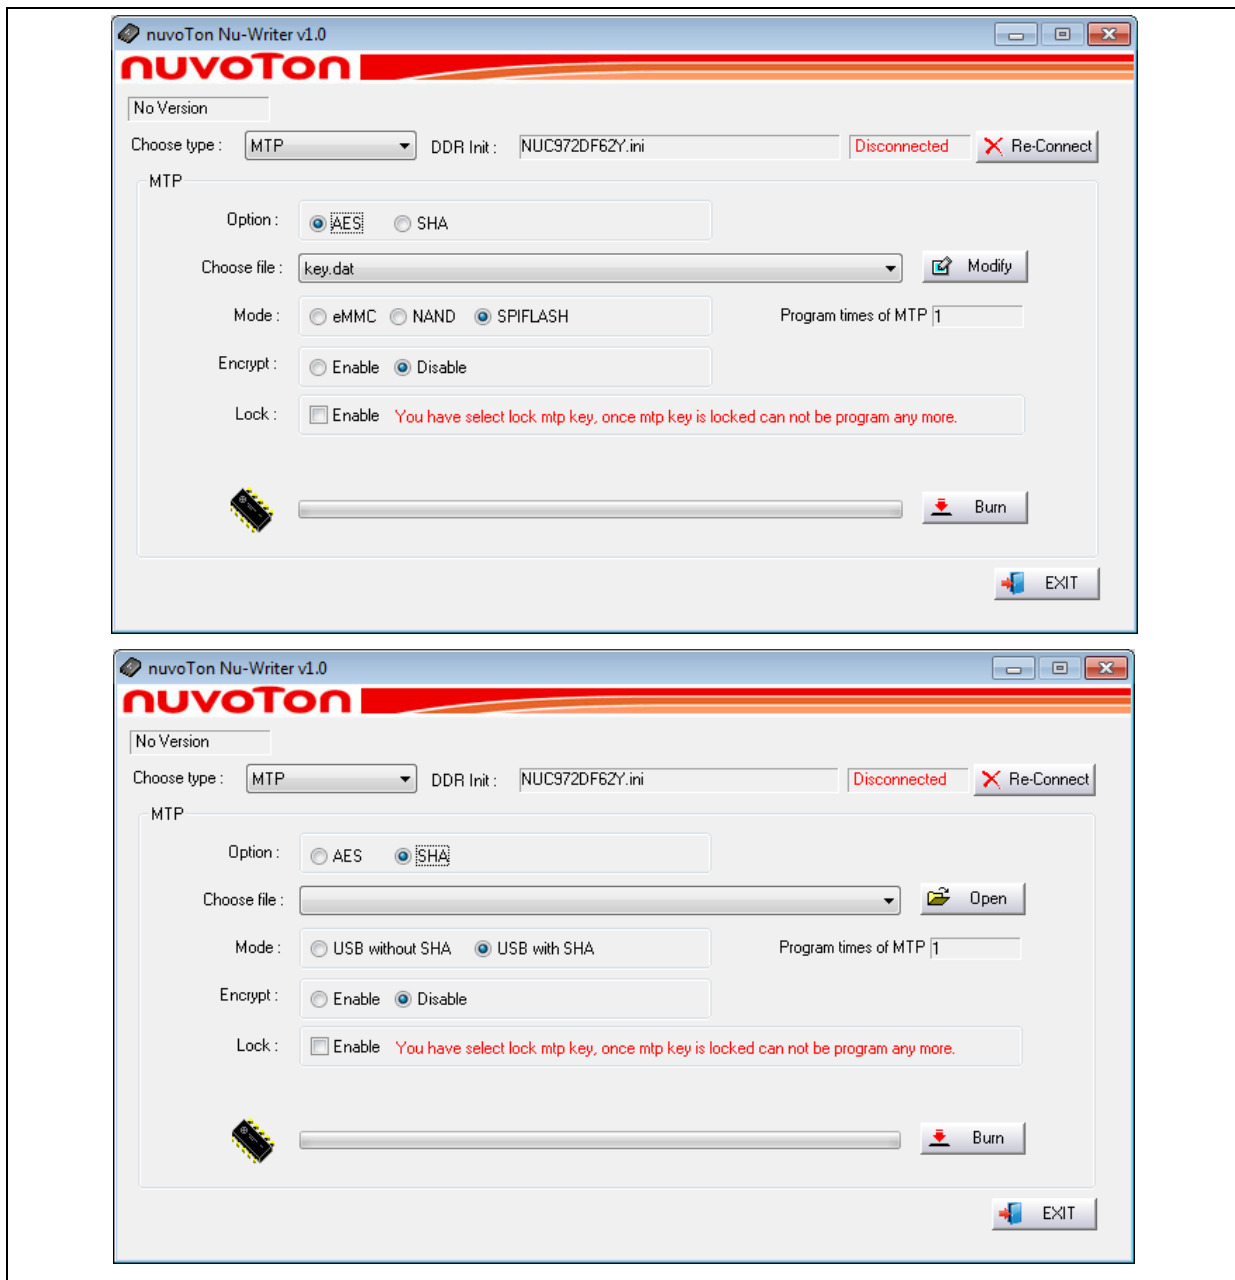 nuvoTon Nu-Writer v1.0
nuvoTon
No Version
Choose type : MTP DDR Init : NUC972DF62Y.ini Disconnected Re-Connect
MTP
Option : AES SHA
Choose file : key.dat Modify
Mode : eMMC NAND SPIFLASH Program times of MTP 1
Encrypt : Enable Disable
Lock : Enable You have select lock mtp key, once mtp key is locked can not be program any more.
Burn
EXIT
nuvoTon Nu-Writer v1.0
nuvoTon
No Version
Choose type : MTP DDR Init : NUC972DF62Y.ini Disconnected Re-Connect
MTP
Option : AES SHA
Choose file : Open
Mode : USB without SHA USB with SHA Program times of MTP 1
Encrypt : Enable Disable
Lock : Enable You have select lock mtp key, once mtp key is locked can not be program any more.
Burn
EXIT